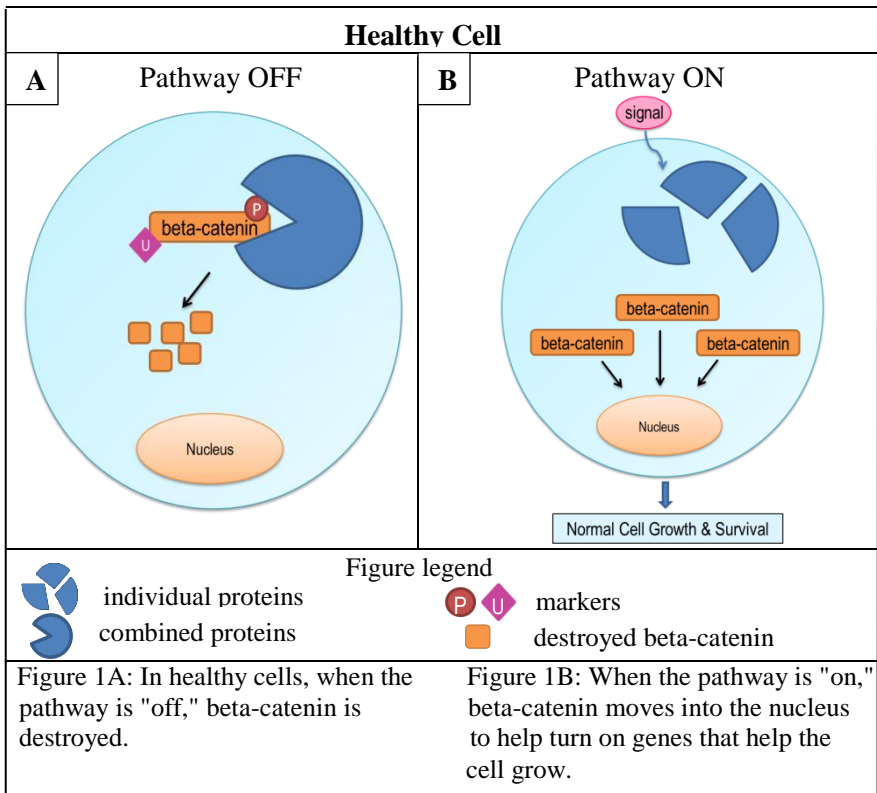 Healthy Cell
A
Pathway OFF
P
beta-catenin
U
Nucleus
B
Pathway ON
signal
beta-catenin
beta-catenin
beta-catenin
Nucleus
Normal Cell Growth & Survival
Figure legend
individual proteins
combined proteins
P U markers
destroyed beta-catenin
Figure 1A: In healthy cells, when the
pathway is "off," beta-catenin is
destroyed.
Figure 1B: When the pathway is "on,"
beta-catenin moves into the nucleus
to help turn on genes that help the
cell grow.